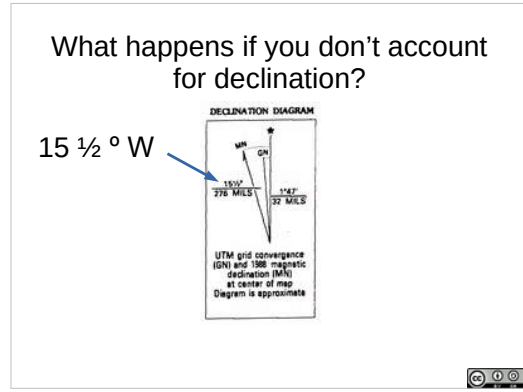 What happens if you don't account
for declination?
DECLINATION DIAGRAM
15 ½ º W
MN
GN
15½°
276 MILS
1°47'
32 MILS
UTM grid convergence
(GN) and 1988 magnetic
declination (MN)
at center of map
Diagram is approximate
cc